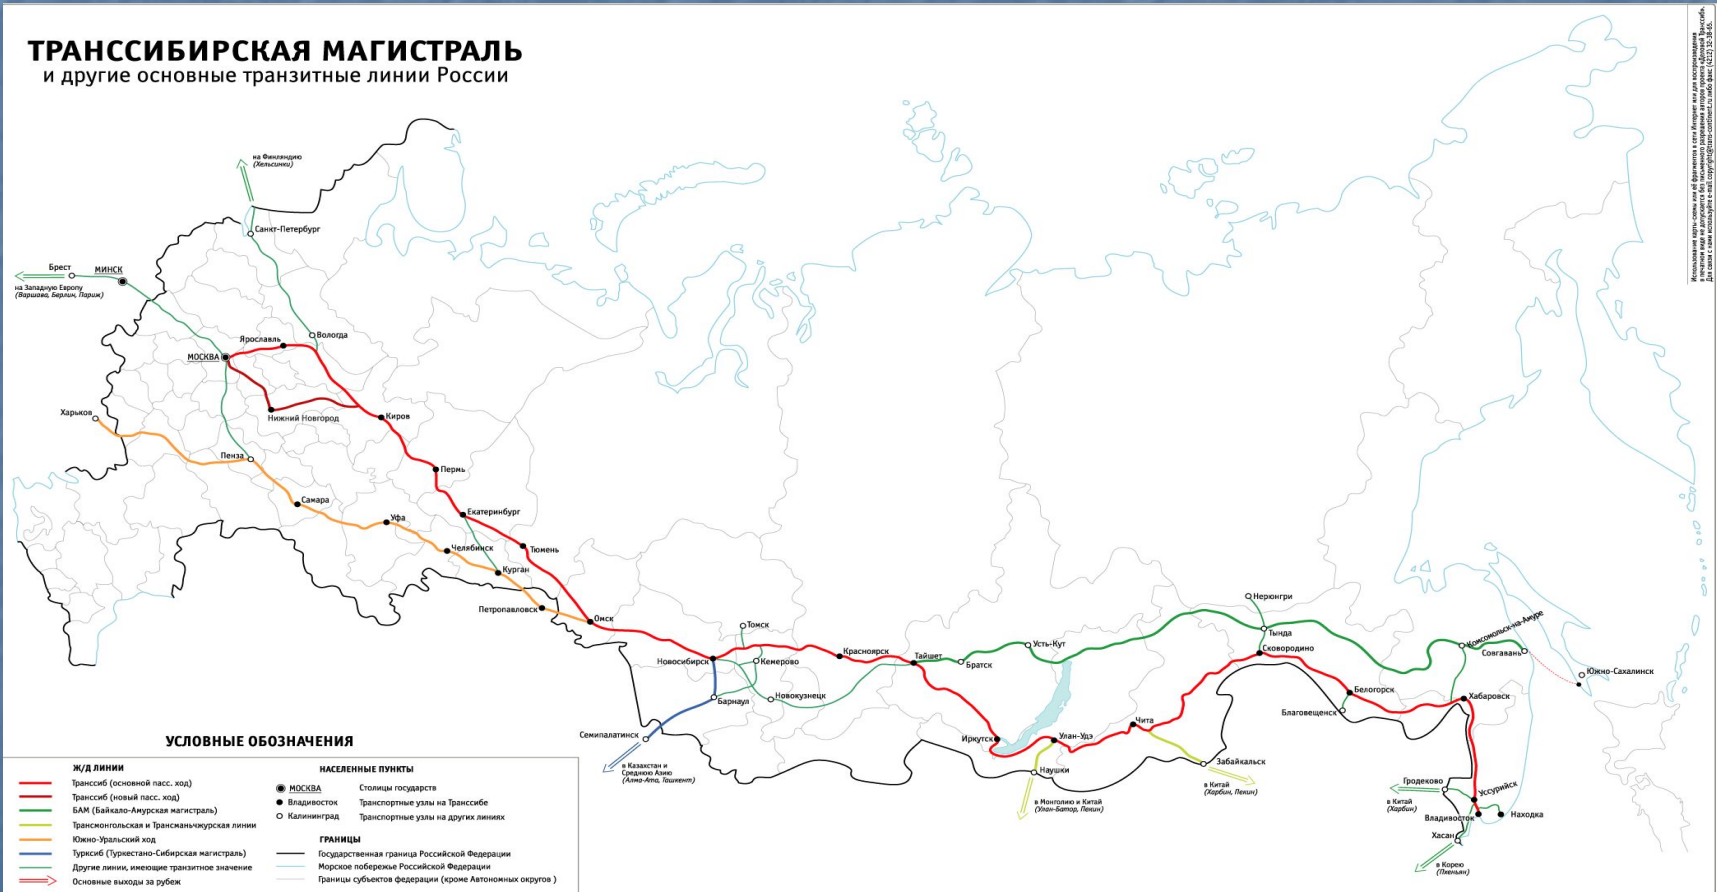 ТРАНССИБИРСКАЯ МАГИСТРАЛЬ
и другие основные транзитные линии России
на Финляндию
(Хельсинки)
Санкт-Петербург
Брест
МИНСК
на Западную Европу
(Варшава, Берлин, Париж)
Вологда
Ярославль
МОСКВА
Нижний Новгород
Киров
Харьков
Пенза
Пермь
Самара
Уфа
Екатеринбург
Челябинск
Тюмень
Курган
Петропавловск
Омск
Томск
Новосибирск
Кемерово
Красноярск
Тайшет
Братск
Усть-Кут
Нерюнгри
Тында
Сковородино
Комсомольск-на-Амуре
Совгавань
Южно-Сахалинск
Барнаул
Новокузнецк
Семипалатинск
в Казахстан и
Среднюю Азию
(Алма-Ата, Ташкент)
Иркутск
Улан-Удэ
Чита
Белогорск
Благовещенск
Хабаровск
Наушки
в Монголию и Китай
(Улан-Батор, Пекин)
Забайкальск
в Китай
(Харбин, Пекин)
Гродеково
в Китай
(Харбин)
Уссурийск
Владивосток
Находка
Хасан
в Корею
(Пхеньян)
УСЛОВНЫЕ ОБОЗНАЧЕНИЯ
Ж/Д ЛИНИИ
Транссиб (основной пасс. ход)
Транссиб (новый пасс. ход)
БАМ (Байкало-Амурская магистраль)
Трансмонгольская и Трансманьчжурская линии
Южно-Уральский ход
Турксиб (Туркестано-Сибирская магистраль)
Другие линии, имеющие транзитное значение
Основные выходы за рубеж
НАСЕЛЕННЫЕ ПУНКТЫ
МОСКВА Столицы государств
Владивосток Транспортные узлы на Транссибе
Калининград Транспортные узлы на других линиях
ГРАНИЦЫ
Государственная граница Российской Федерации
Морское побережье Российской Федерации
Границы субъектов федерации (кроме Автономных округов )